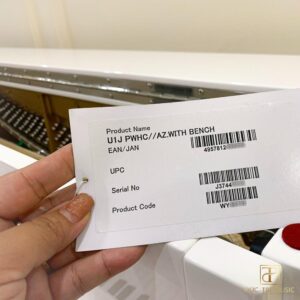 Product Name
U1J PWHC//AZ.WITH BENCH
EAN/JAN
4957812
UPC
Serial No
J3744
Product Code
WY